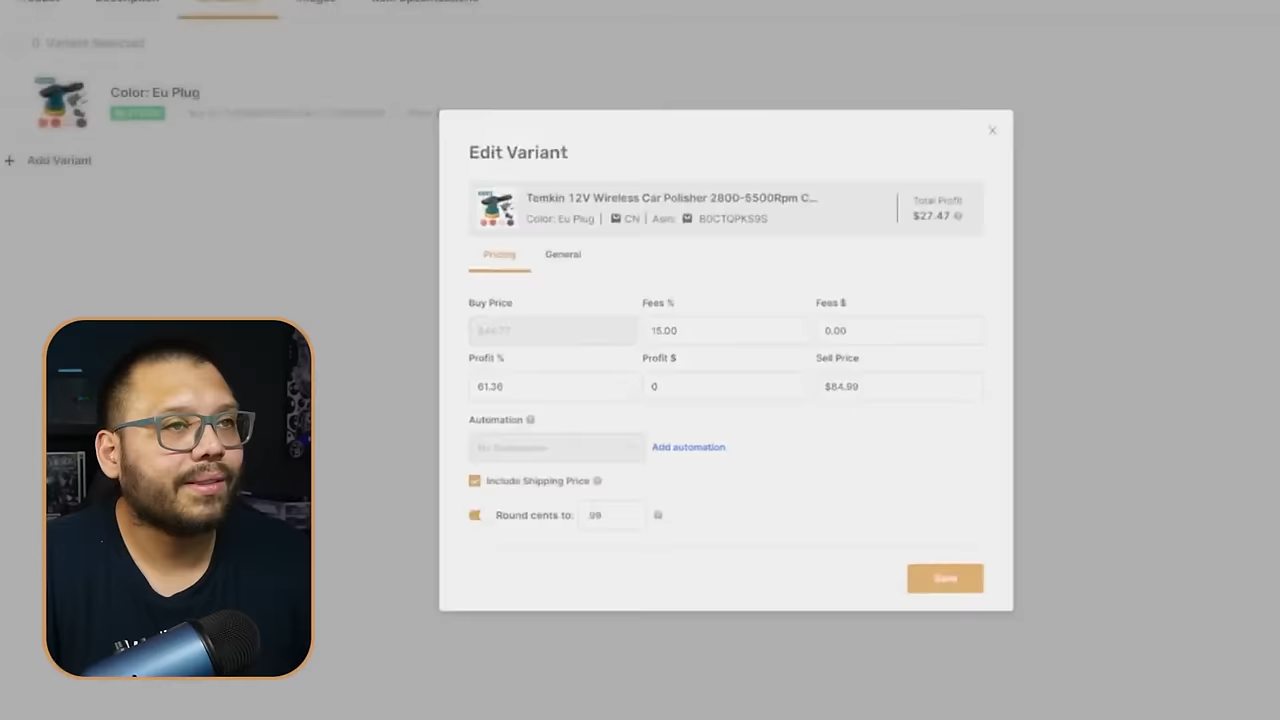 Color: Eu Plug
+ Add Variant
Edit Variant
Temkin 12V Wireless Car Polisher 2800-5500Rpm C...
Color: Eu Plug | CN | Asin: B0CTQPKS9S
Total Profit
$27.47
Pricing
General
Buy Price
Fees %
Fees $
15.00
0.00
Profit %
Profit $
Sell Price
61.36
0
$84.99
Automation
Add automation
Include Shipping Price
Round cents to:
.99
Save